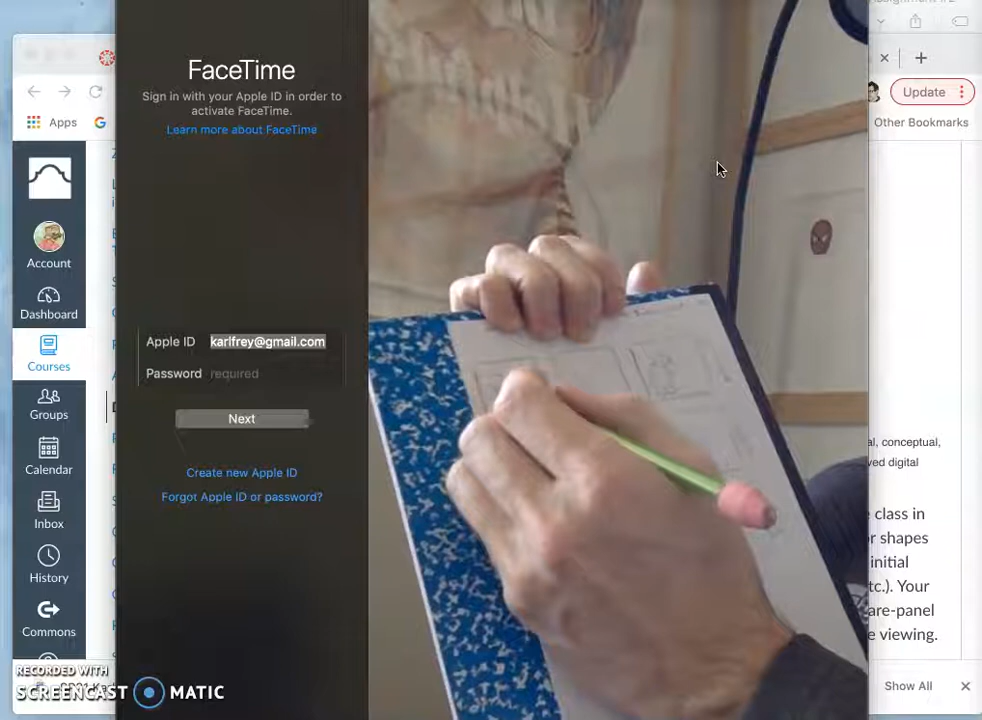 Update
Apps
G
Other Bookmarks
FaceTime
Sign in with your Apple ID in order to
activate FaceTime.
Learn more about FaceTime
Account
Dashboard
Courses
Groups
Calendar
Inbox
History
Commons
Apple ID karlfrey@gmail.com
Password required
Next
Create new Apple ID
Forgot Apple ID or password?
al, conceptual,
ved digital
e class in
or shapes
initial
tc.). Your
are-panel
e viewing.
RECORDED WITH
SCREENCAST MATIC
Show All